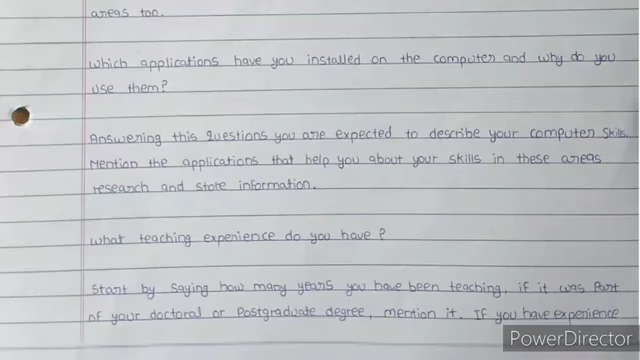 areas too.
Which applications have you installed on the computer and why do you
use them?
Answering this questions you are expected to describe your computer skills.
Mention the applications that help you about your skills in these areas
research and store information.
What teaching experience do you have?
Start by saying how many years you have been teaching, if it was Part
of your doctoral or Postgraduate degree, mention it. If you have experience
PowerDirector